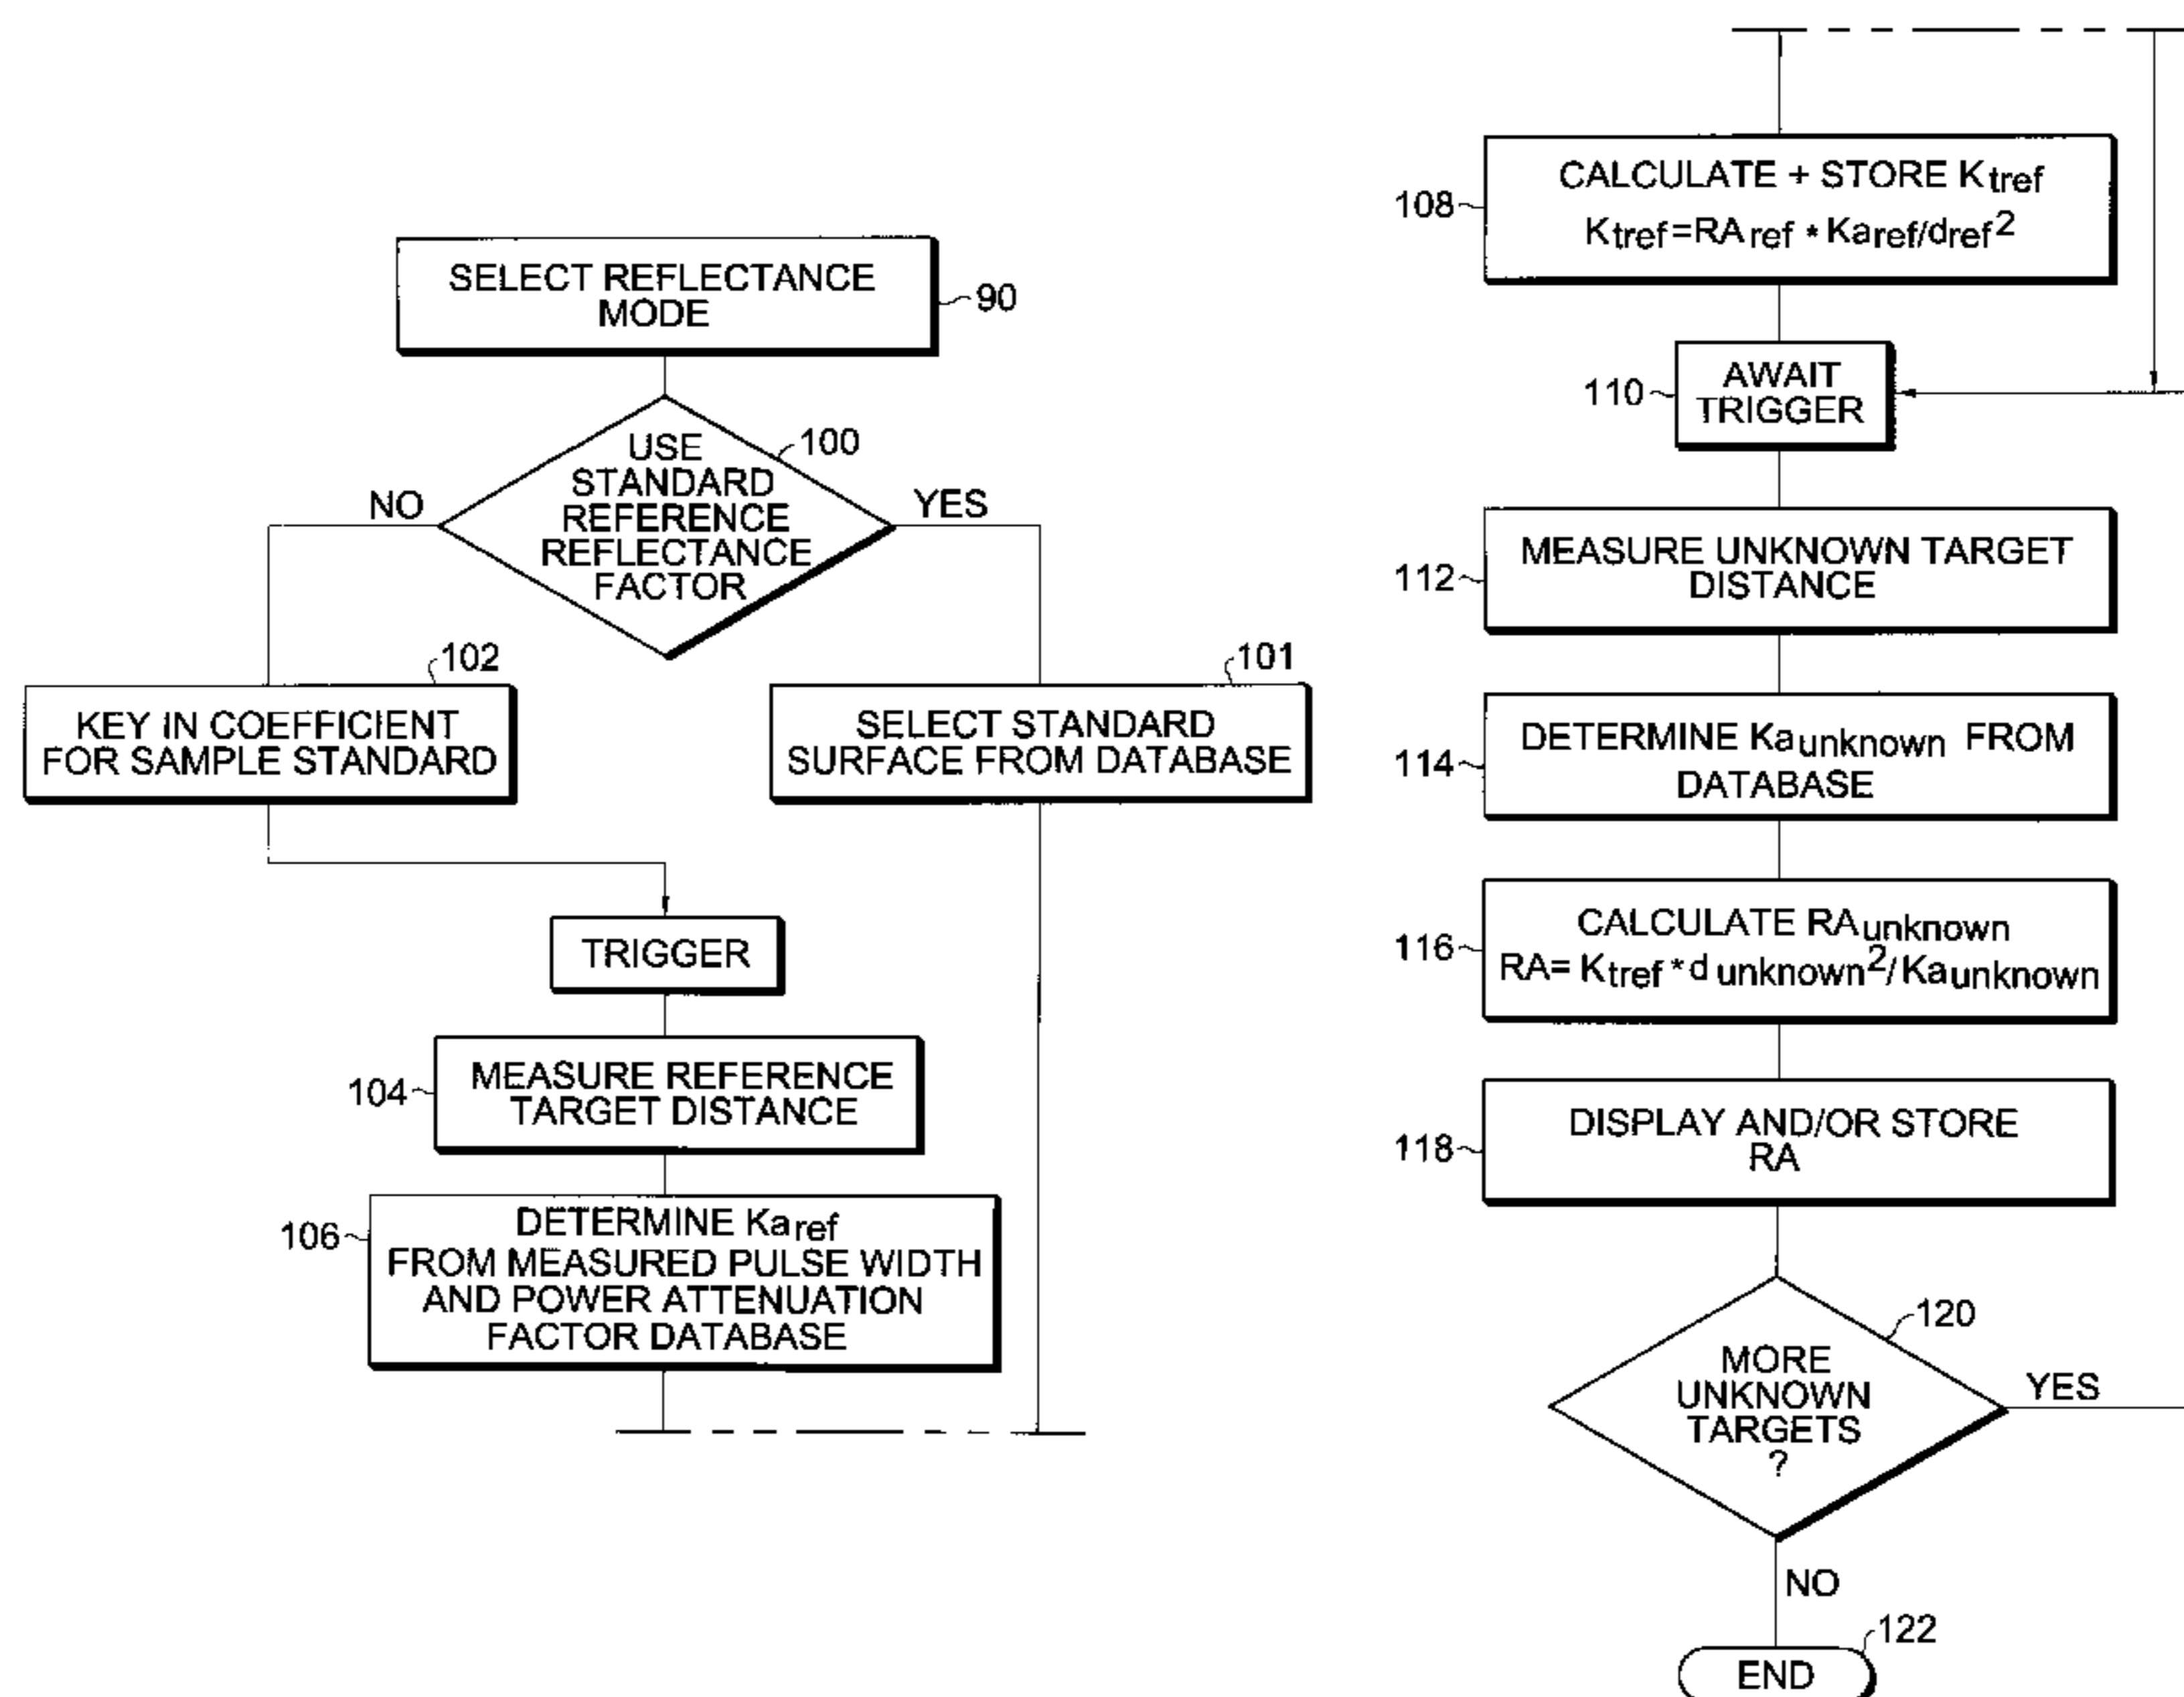 SELECT REFLECTANCE
MODE
90
USE
STANDARD
REFERENCE
REFLECTANCE
FACTOR
100
NO
YES
102
KEY IN COEFFICIENT
FOR SAMPLE STANDARD
101
SELECT STANDARD
SURFACE FROM DATABASE
TRIGGER
104
MEASURE REFERENCE
TARGET DISTANCE
106
DETERMINE Karef
FROM MEASURED PULSE WIDTH
AND POWER ATTENUATION
FACTOR DATABASE
108
CALCULATE + STORE Ktref
Ktref=RAref * Karef/dref²
110
AWAIT
TRIGGER
112
MEASURE UNKNOWN TARGET
DISTANCE
114
DETERMINE Kaunknown FROM
DATABASE
116
CALCULATE RAunknown
RA= Ktref*d unknown²/Kaunknown
118
DISPLAY AND/OR STORE
RA
120
MORE
UNKNOWN
TARGETS
?
YES
NO
122
END